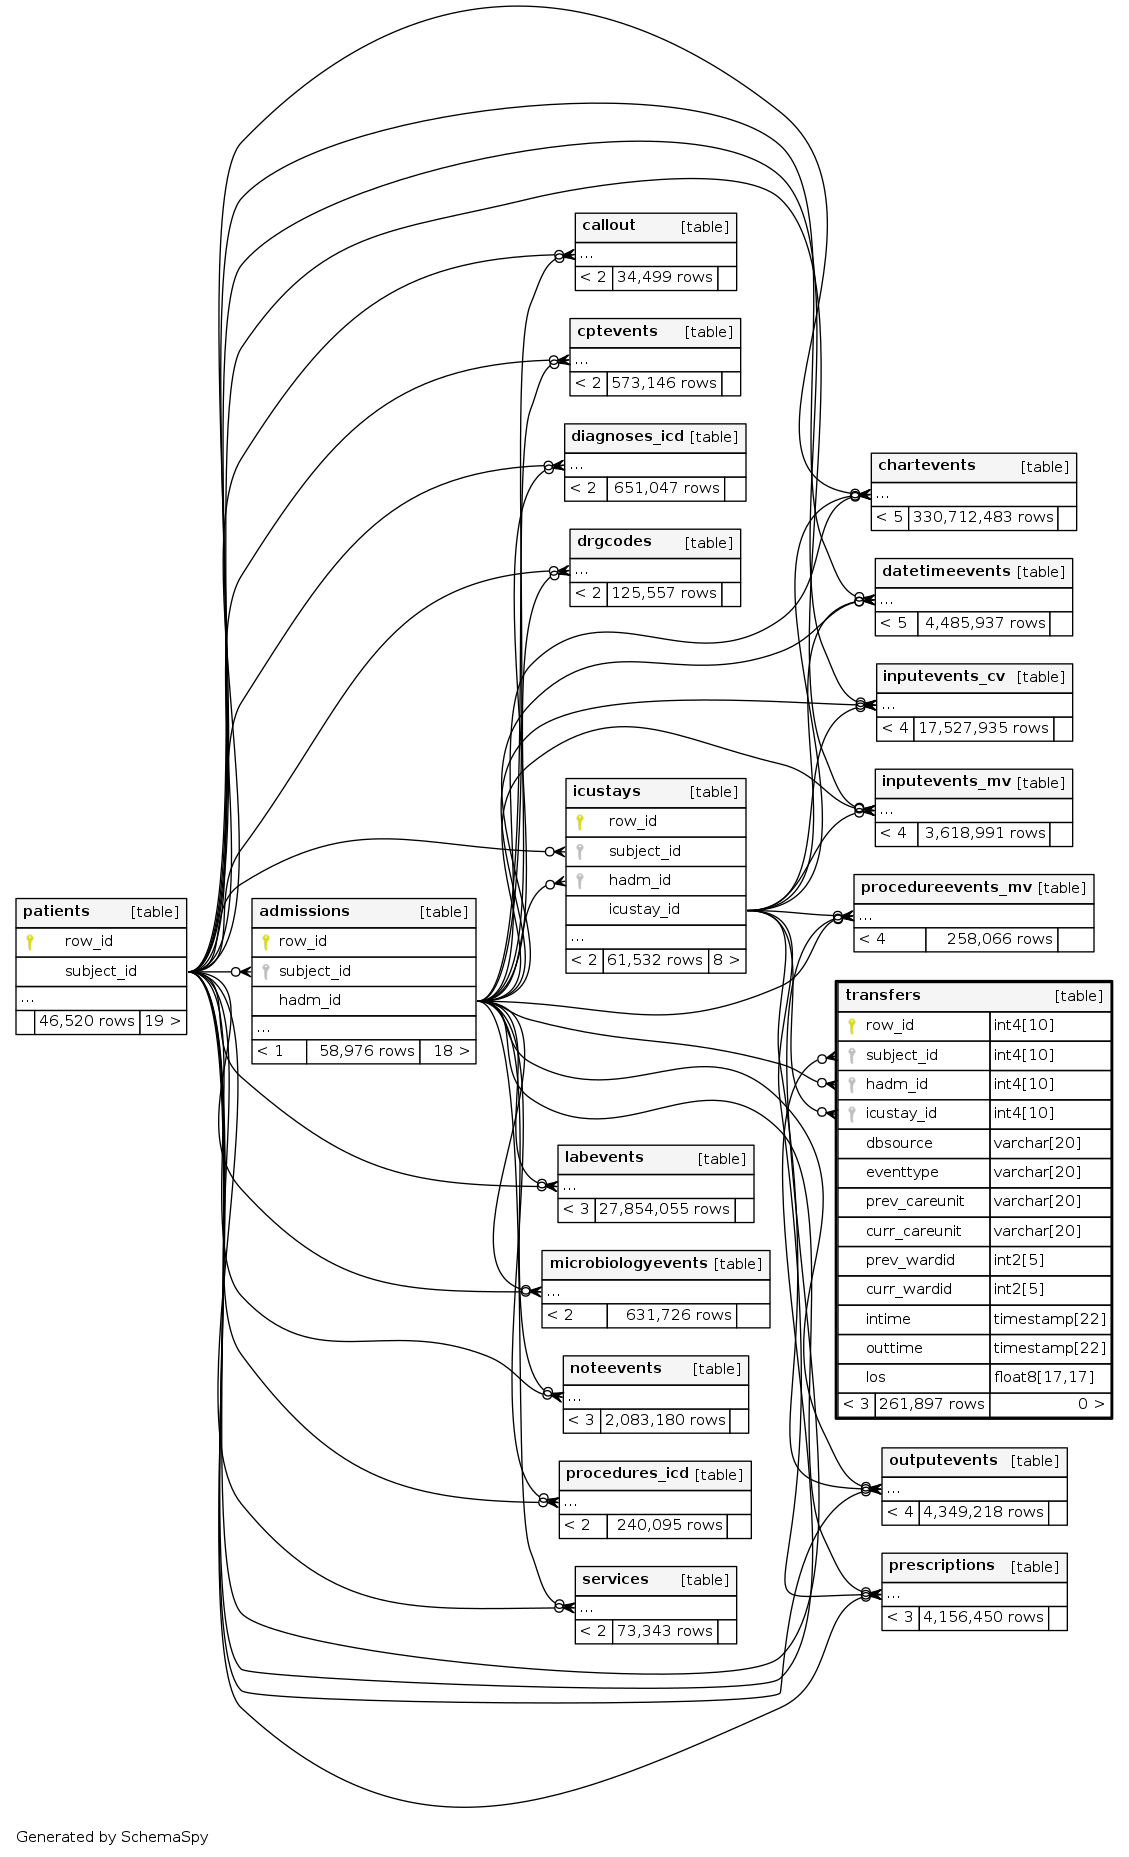 callout [table]
...
< 2 34,499 rows
cptevents [table]
...
< 2 573,146 rows
diagnoses_icd [table]
...
< 2 651,047 rows
drgcodes [table]
...
< 2 125,557 rows
chartevents [table]
...
< 5 330,712,483 rows
datetimeevents [table]
...
< 5 4,485,937 rows
inputevents_cv [table]
...
< 4 17,527,935 rows
inputevents_mv [table]
...
< 4 3,618,991 rows
icustays [table]
row_id
subject_id
hadm_id
icustay_id
...
< 2 61,532 rows 8 >
procedureevents_mv [table]
...
< 4 258,066 rows
patients [table]
row_id
subject_id
...
46,520 rows 19 >
admissions [table]
row_id
subject_id
hadm_id
...
< 1 58,976 rows 18 >
transfers [table]
row_id int4[10]
subject_id int4[10]
hadm_id int4[10]
icustay_id int4[10]
dbsource varchar[20]
eventtype varchar[20]
prev_careunit varchar[20]
curr_careunit varchar[20]
prev_wardid int2[5]
curr_wardid int2[5]
intime timestamp[22]
outtime timestamp[22]
los float8[17,17]
< 3 261,897 rows 0 >
labevents [table]
...
< 3 27,854,055 rows
microbiologyevents [table]
...
< 2 631,726 rows
noteevents [table]
...
< 3 2,083,180 rows
procedures_icd [table]
...
< 2 240,095 rows
services [table]
...
< 2 73,343 rows
outputevents [table]
...
< 4 4,349,218 rows
prescriptions [table]
...
< 3 4,156,450 rows
Generated by SchemaSpy